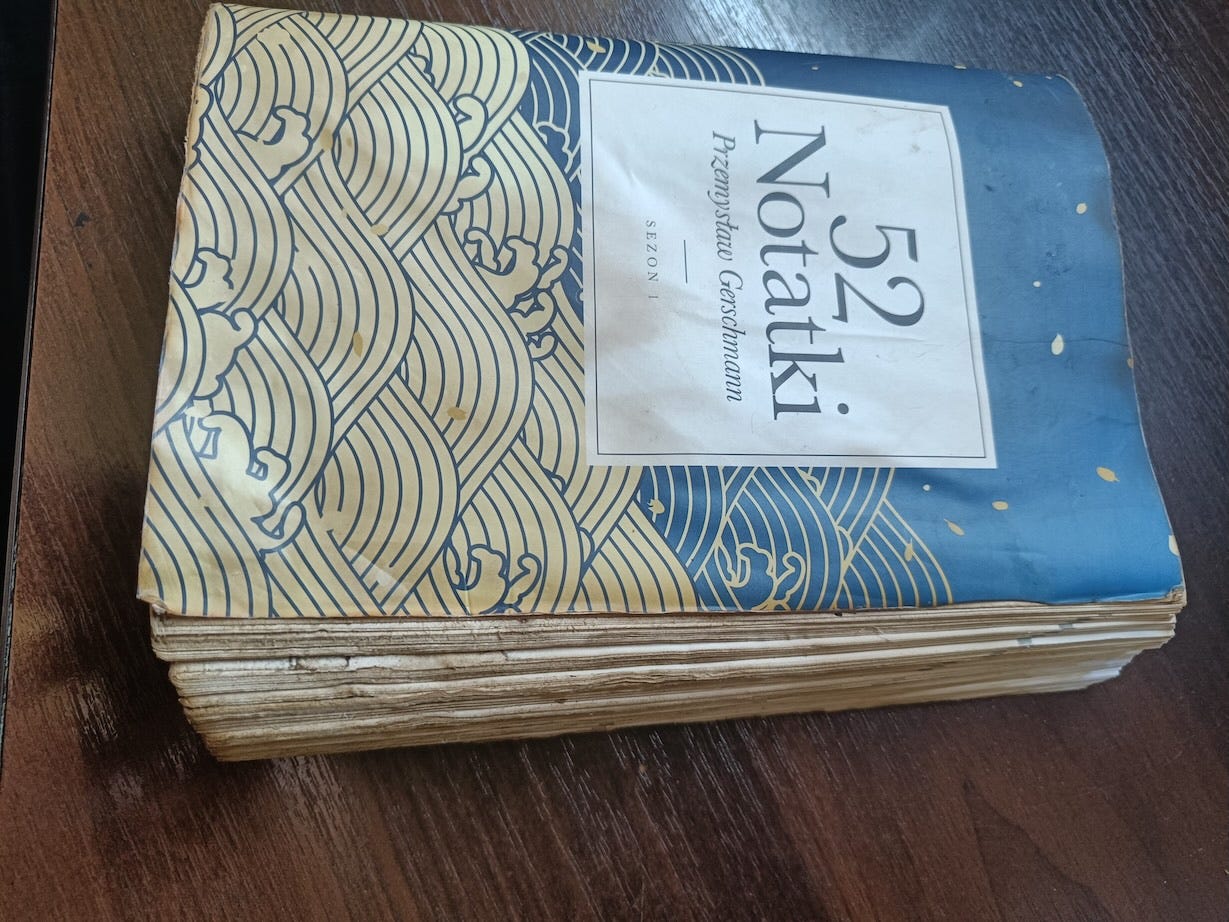 52
Notatki
Przemysław Gerschmann
SEZON 1